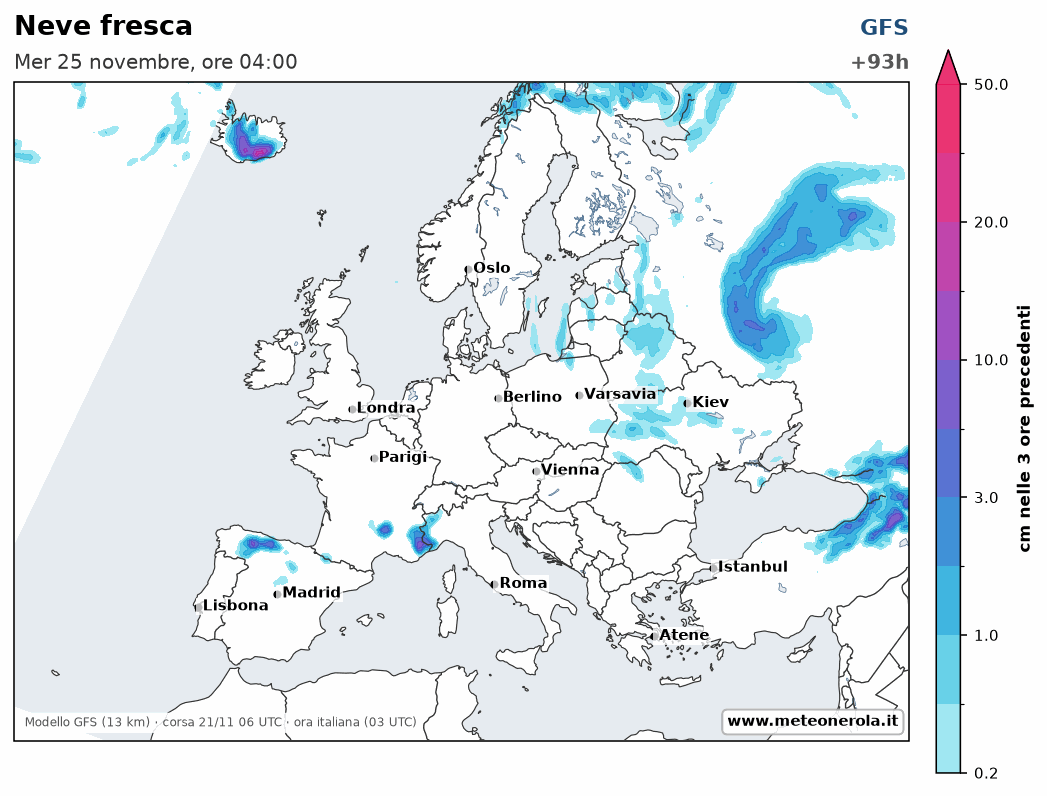 Neve fresca
GFS
Mer 25 novembre, ore 04:00
+93h
50.0
20.0
10.0
3.0
1.0
0.2
cm nelle 3 ore precedenti
Oslo
Berlino
Varsavia
Kiev
Londra
Parigi
Vienna
Istanbul
Roma
Madrid
Lisbona
Atene
Modello GFS (13 km) · corsa 21/11 06 UTC · ora italiana (03 UTC)
www.meteonerola.it